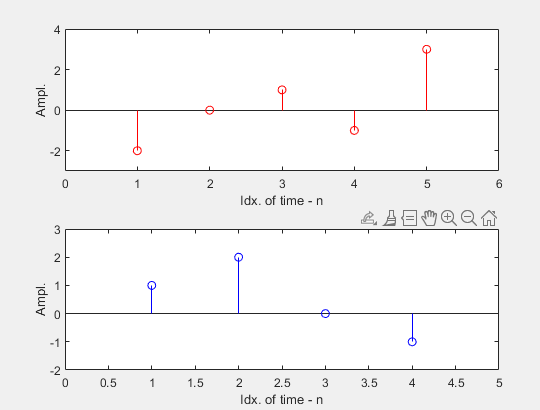 4
2
0
-2
Ampl.
0 1 2 3 4 5 6
Idx. of time - n
3
2
1
0
-1
-2
Ampl.
0 0.5 1 1.5 2 2.5 3 3.5 4 4.5 5
Idx. of time - n